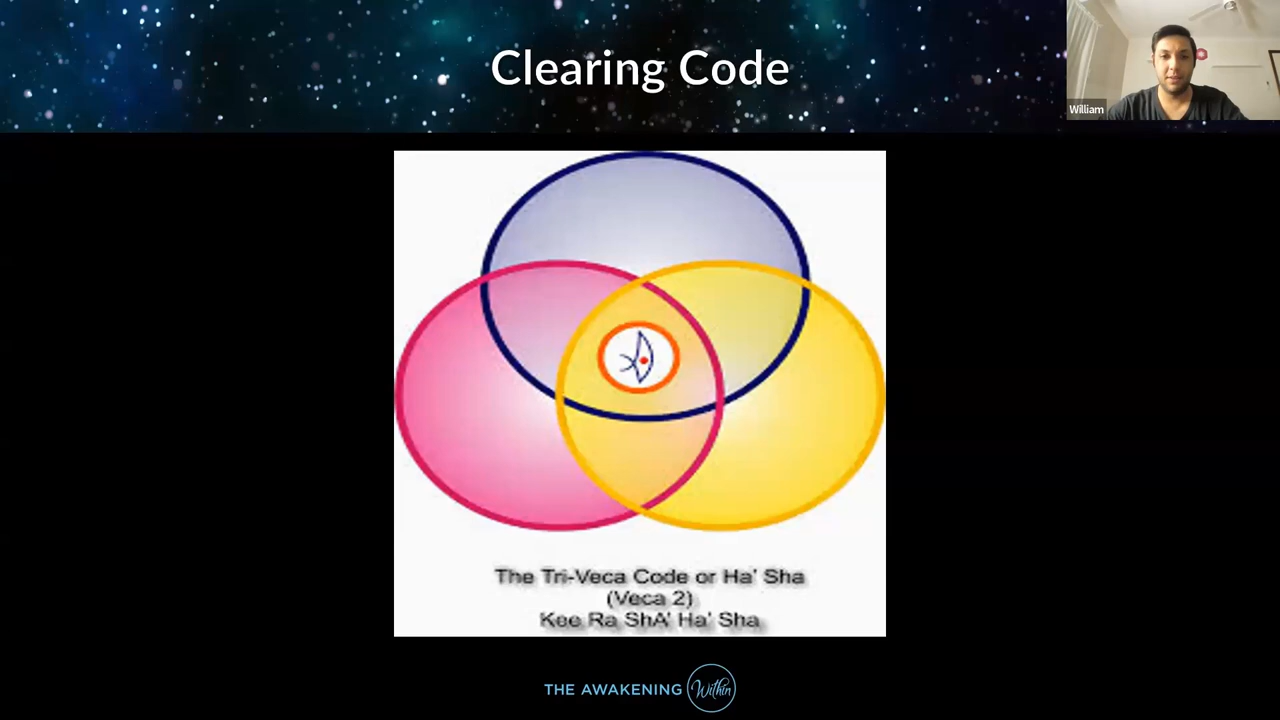 Clearing Code
William
The Tri-Veca Code or Ha' Sha
(Veca 2)
Kee Ra ShA' Ha' Sha
THE AWAKENING Within